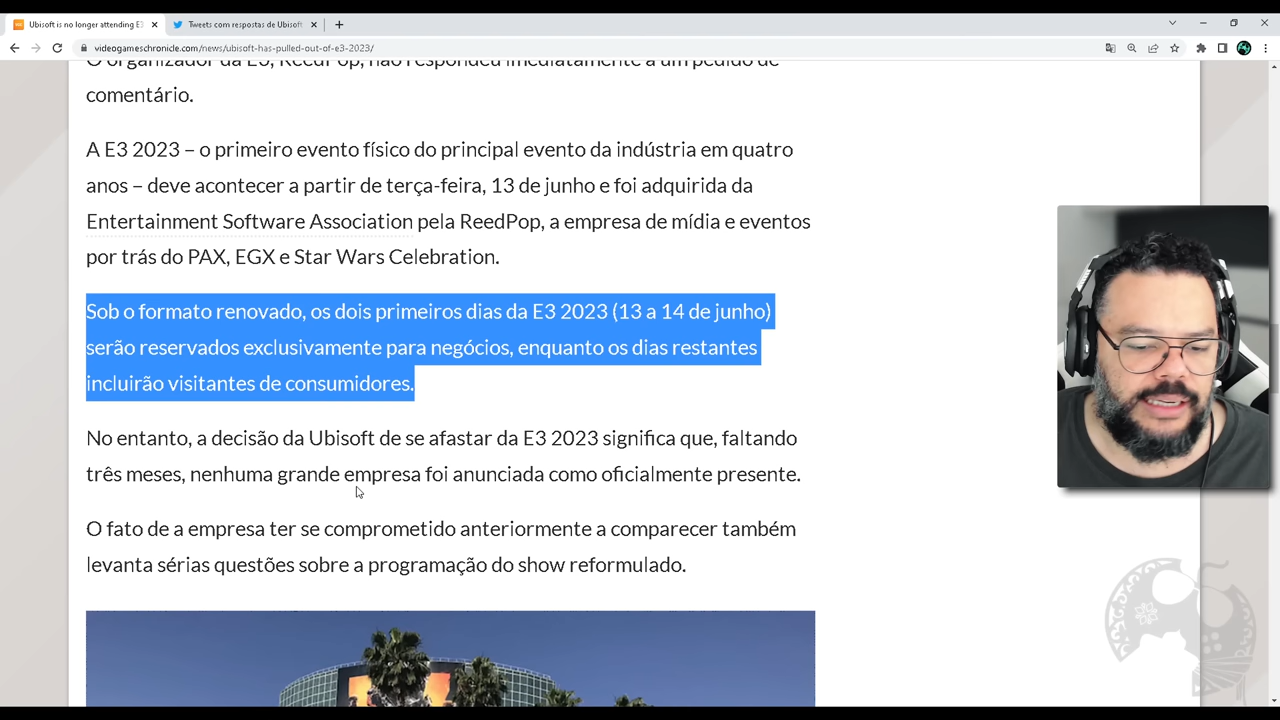 Ubisoft is no longer attending E3
Tweets com respostas de Ubisoft
videogameschronicle.com/news/ubisoft-has-pulled-out-of-e3-2023/
O organizador da E3, ReedPop, não respondeu imediatamente a um pedido de
comentário.
A E3 2023 – o primeiro evento físico do principal evento da indústria em quatro
anos – deve acontecer a partir de terça-feira, 13 de junho e foi adquirida da
Entertainment Software Association pela ReedPop, a empresa de mídia e eventos
por trás do PAX, EGX e Star Wars Celebration.
Sob o formato renovado, os dois primeiros dias da E3 2023 (13 a 14 de junho)
serão reservados exclusivamente para negócios, enquanto os dias restantes
incluirão visitantes de consumidores.
No entanto, a decisão da Ubisoft de se afastar da E3 2023 significa que, faltando
três meses, nenhuma grande empresa foi anunciada como oficialmente presente.
O fato de a empresa ter se comprometido anteriormente a comparecer também
levanta sérias questões sobre a programação do show reformulado.